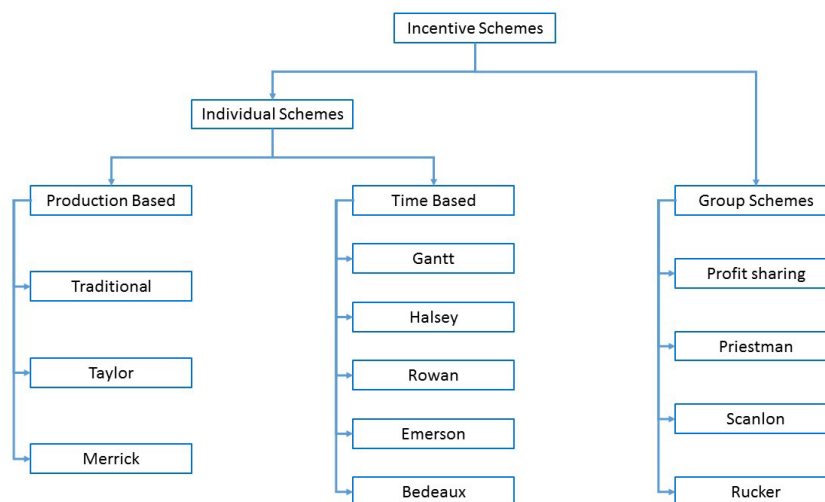 Incentive Schemes
Individual Schemes
Production Based
Time Based
Group Schemes
Traditional
Taylor
Merrick
Gantt
Halsey
Rowan
Emerson
Bedeaux
Profit sharing
Priestman
Scanlon
Rucker